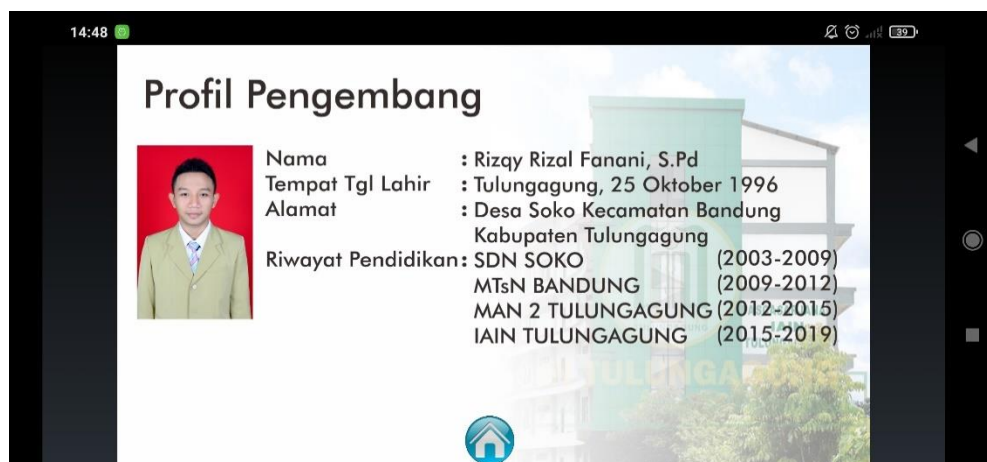 14:48
39
Profil Pengembang
Nama : Rizqy Rizal Fanani, S.Pd
Tempat Tgl Lahir : Tulungagung, 25 Oktober 1996
Alamat : Desa Soko Kecamatan Bandung
Kabupaten Tulungagung
Riwayat Pendidikan : SDN SOKO (2003-2009)
MTsN BANDUNG (2009-2012)
MAN 2 TULUNGAGUNG (2012-2015)
IAIN TULUNGAGUNG (2015-2019)